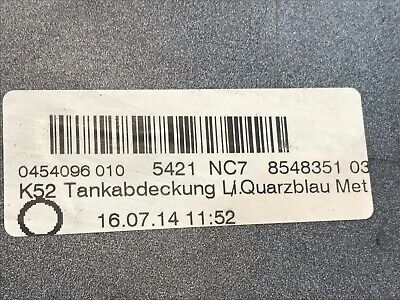 0454096 010 5421 NC7 8548351 03
K52 Tankabdeckung Li.Quarzblau Met
16.07.14 11:52